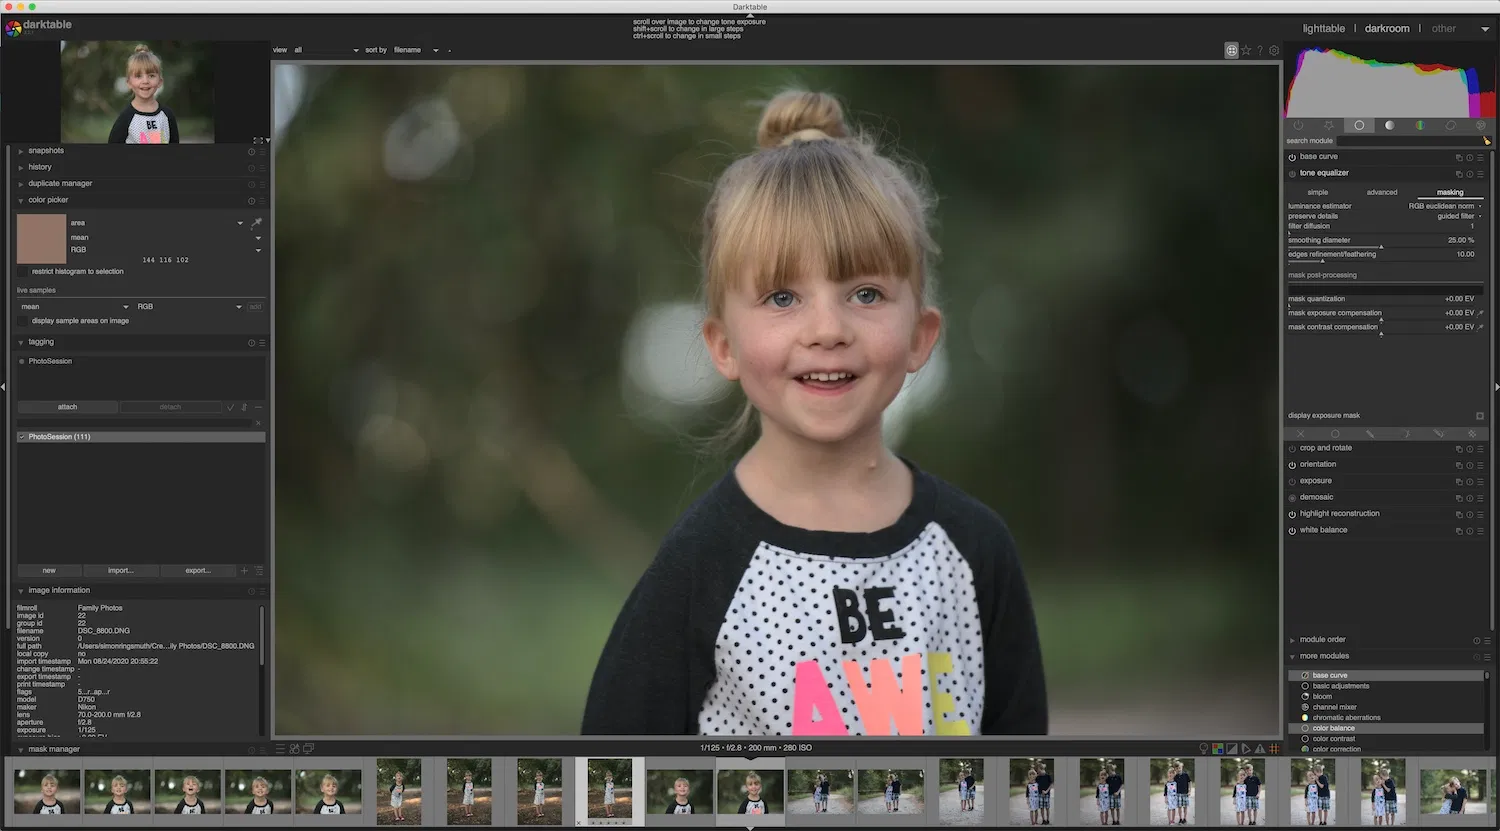 Darktable
darktable
scroll over image to change tone exposure
shift+scroll to change in large steps
ctrl+scroll to change in small steps
lighttable | darkroom | other
view all sort by filename
snapshots
history
duplicate manager
color picker
area
mean
RGB
144 116 102
restrict histogram to selection
live samples
mean RGB add
display sample areas on image
tagging
PhotoSession
attach detach
PhotoSession (111)
new import... export...
image information
filmroll Family Photos
image id 22
group id 22
filename DSC_8800.DNG
version 0
full path /Users/simonringsmuth/Cre...ily Photos/DSC_8800.DNG
local copy no
import timestamp Mon 08/24/2020 20:55:22
change timestamp -
export timestamp -
print timestamp -
flags 5...r...ap...r
model D750
maker Nikon
lens 70.0-200.0 mm f/2.8
aperture f/2.8
exposure 1/125
mask manager
BE
AWE
1/125 • f/2.8 • 200 mm • 280 ISO
search module
base curve
tone equalizer
simple advanced masking
luminance estimator RGB euclidean norm
preserve details guided filter
filter diffusion 1
smoothing diameter 25.00 %
edges refinement/feathering 10.00
mask post-processing
mask quantization +0.00 EV
mask exposure compensation +0.00 EV
mask contrast compensation +0.00 EV
display exposure mask
crop and rotate
orientation
exposure
demosaic
highlight reconstruction
white balance
module order
more modules
base curve
basic adjustments
bloom
channel mixer
chromatic aberrations
color balance
color contrast
color correction